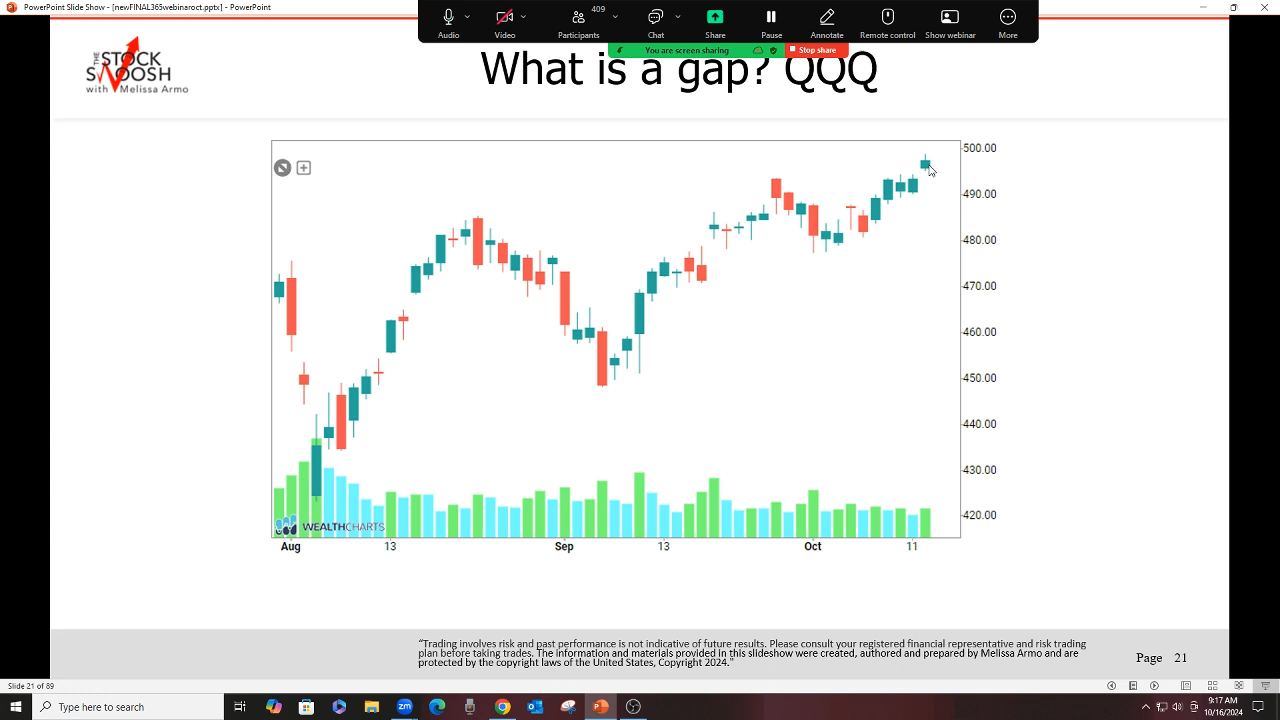 PowerPoint Slide Show - [newFINAL365webinaroct.pptx] - PowerPoint
409
Audio Video Participants Chat Share Pause Annotate Remote control Show webinar More
You are screen sharing Stop share
THE STOCK SWOOSH
with Melissa Armo
What is a gap? QQQ
500.00
490.00
480.00
470.00
460.00
450.00
440.00
430.00
420.00
WEALTHCHARTS
Aug 13 Sep 13 Oct 11
"Trading involves risk and past performance is not indicative of future results. Please consult your registered financial representative and risk trading
plan before taking trades. The information and materials provided in this slideshow were created, authored and prepared by Melissa Armo and are
protected by the copyright laws of the United States, Copyright 2024."
Page 21
Slide 21 of 89
Type here to search
9:17 AM
10/16/2024